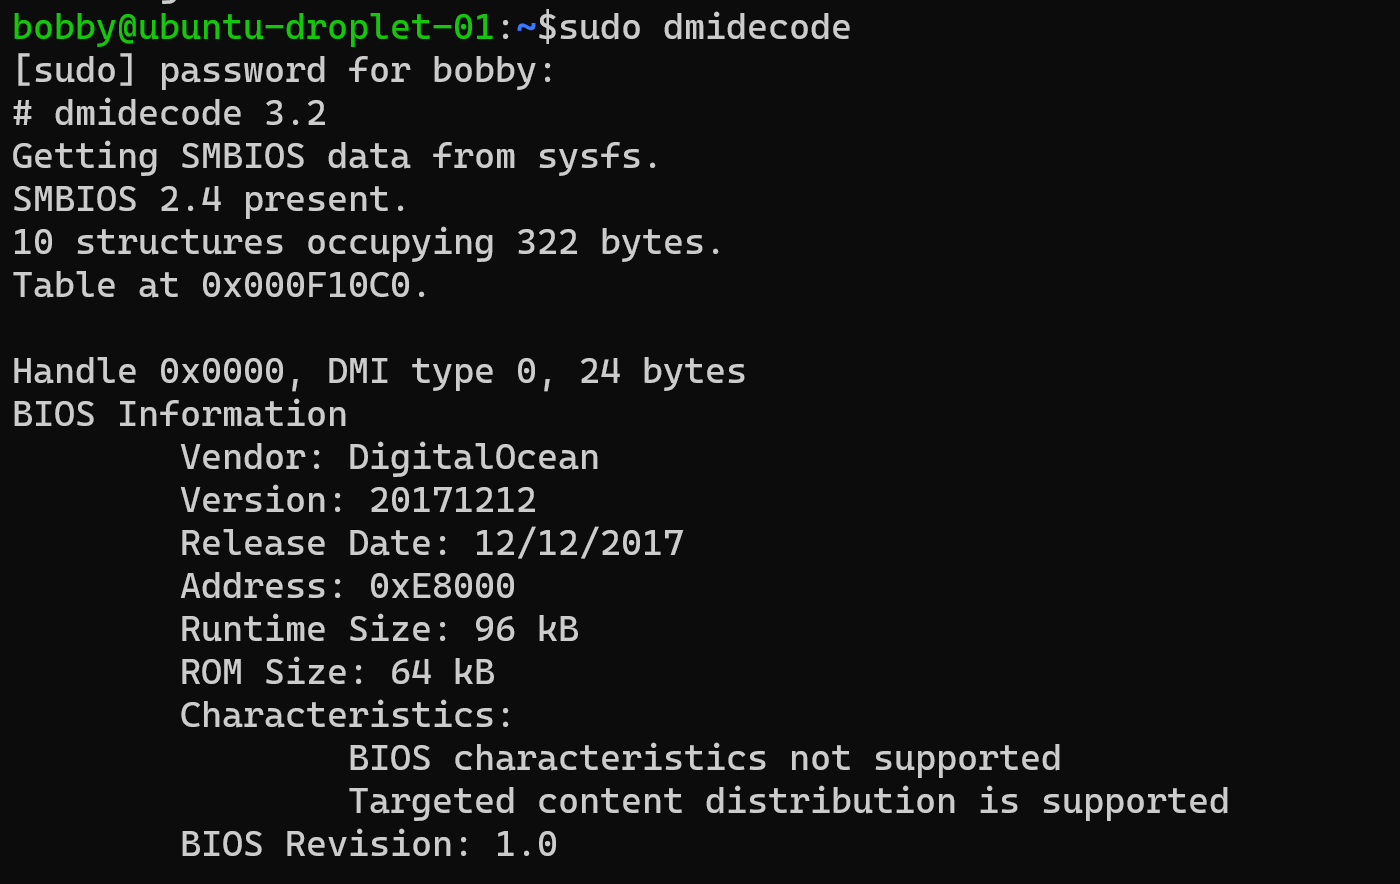 bobby@ubuntu-droplet-01:~$sudo dmidecode
[sudo] password for bobby:
# dmidecode 3.2
Getting SMBIOS data from sysfs.
SMBIOS 2.4 present.
10 structures occupying 322 bytes.
Table at 0x000F10C0.

Handle 0x0000, DMI type 0, 24 bytes
BIOS Information
        Vendor: DigitalOcean
        Version: 20171212
        Release Date: 12/12/2017
        Address: 0xE8000
        Runtime Size: 96 kB
        ROM Size: 64 kB
        Characteristics:
                BIOS characteristics not supported
                Targeted content distribution is supported
        BIOS Revision: 1.0